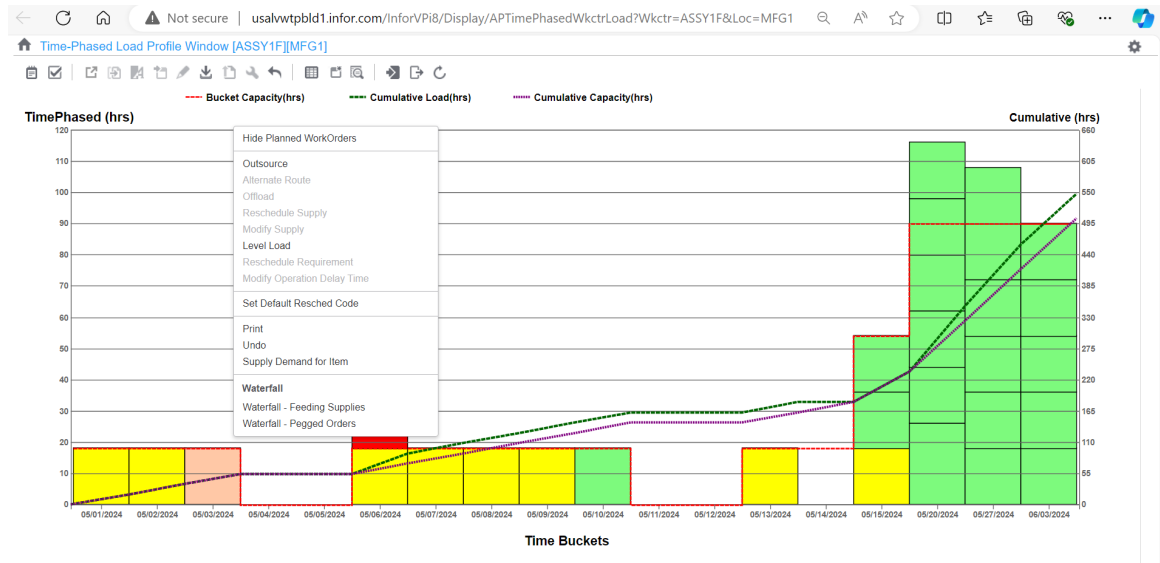 Not secure | usalvwtpbld1.infor.com/InforVPi8/Display/APTimePhasedWkctrLoad?Wkctr=ASSY1F&Loc=MFG1
Time-Phased Load Profile Window [ASSY1F][MFG1]
Bucket Capacity(hrs) Cumulative Load(hrs) Cumulative Capacity(hrs)
TimePhased (hrs) Cumulative (hrs)
120 660
Hide Planned WorkOrders
110 605
Outsource
Alternate Route
100 550
Offload
Reschedule Supply
90 495
Modify Supply
Level Load
80 440
Reschedule Requirement
Modify Operation Delay Time
70 385
Set Default Resched Code
60 330
Print
Undo
50 275
Supply Demand for Item
40 220
Waterfall
Waterfall - Feeding Supplies
30 165
Waterfall - Pegged Orders
20 110
10 55
0 0
05/01/2024 05/02/2024 05/03/2024 05/04/2024 05/05/2024 05/06/2024 05/07/2024 05/08/2024 05/09/2024 05/10/2024 05/11/2024 05/12/2024 05/13/2024 05/14/2024 05/15/2024 05/20/2024 05/27/2024 06/03/2024
Time Buckets